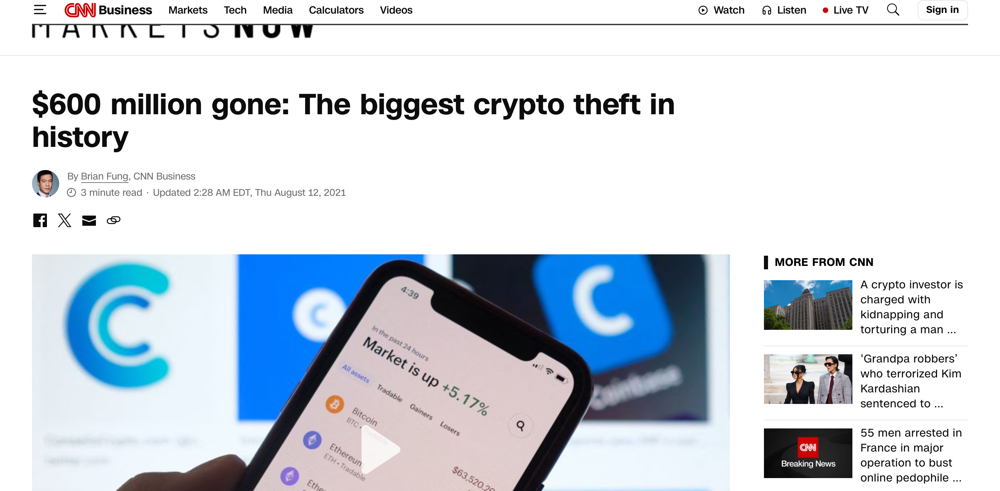 CNN Business Markets Tech Media Calculators Videos Watch Listen Live TV Sign in
MARKETS NOW
$600 million gone: The biggest crypto theft in
history
By Brian Fung, CNN Business
3 minute read · Updated 2:28 AM EDT, Thu August 12, 2021
4:39
In the past 24 hours
Market is up +5.17%
All assets Tradable Gainers Losers
Bitcoin
BTC • Tradable
Ethereum
ETH • Tradable
$63,520.20
Coinbase
MORE FROM CNN
A crypto investor is
charged with
kidnapping and
torturing a man ...
‘Grandpa robbers’
who terrorized Kim
Kardashian
sentenced to ...
CNN
Breaking News
55 men arrested in
France in major
operation to bust
online pedophile ...